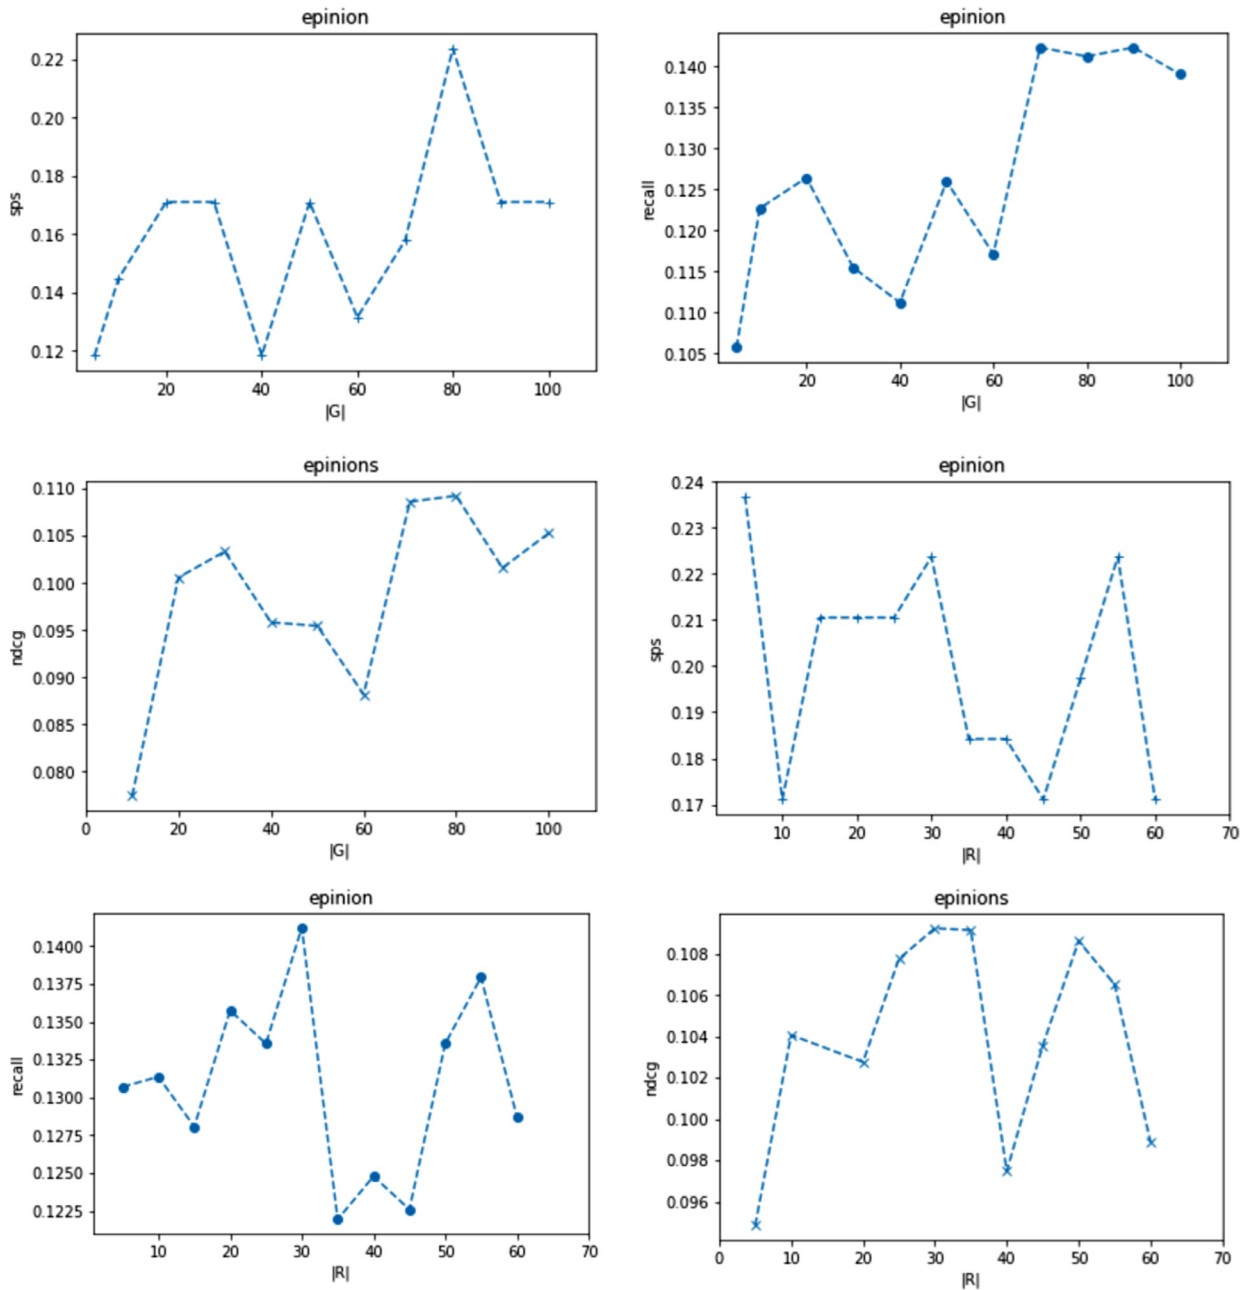 epinion
0.22
0.20
0.18
0.16
0.14
0.12
sps
20 40 60 80 100
|G|
epinion
0.140
0.135
0.130
0.125
0.120
0.115
0.110
0.105
recall
20 40 60 80 100
|G|
epinions
0.110
0.105
0.100
0.095
0.090
0.085
0.080
ndcg
0 20 40 60 80 100
|G|
epinion
0.24
0.23
0.22
0.21
0.20
0.19
0.18
0.17
sps
10 20 30 40 50 60 70
|R|
epinion
0.1400
0.1375
0.1350
0.1325
0.1300
0.1275
0.1250
0.1225
recall
10 20 30 40 50 60 70
|R|
epinions
0.108
0.106
0.104
0.102
0.100
0.098
0.096
ndcg
0 10 20 30 40 50 60 70
|R|